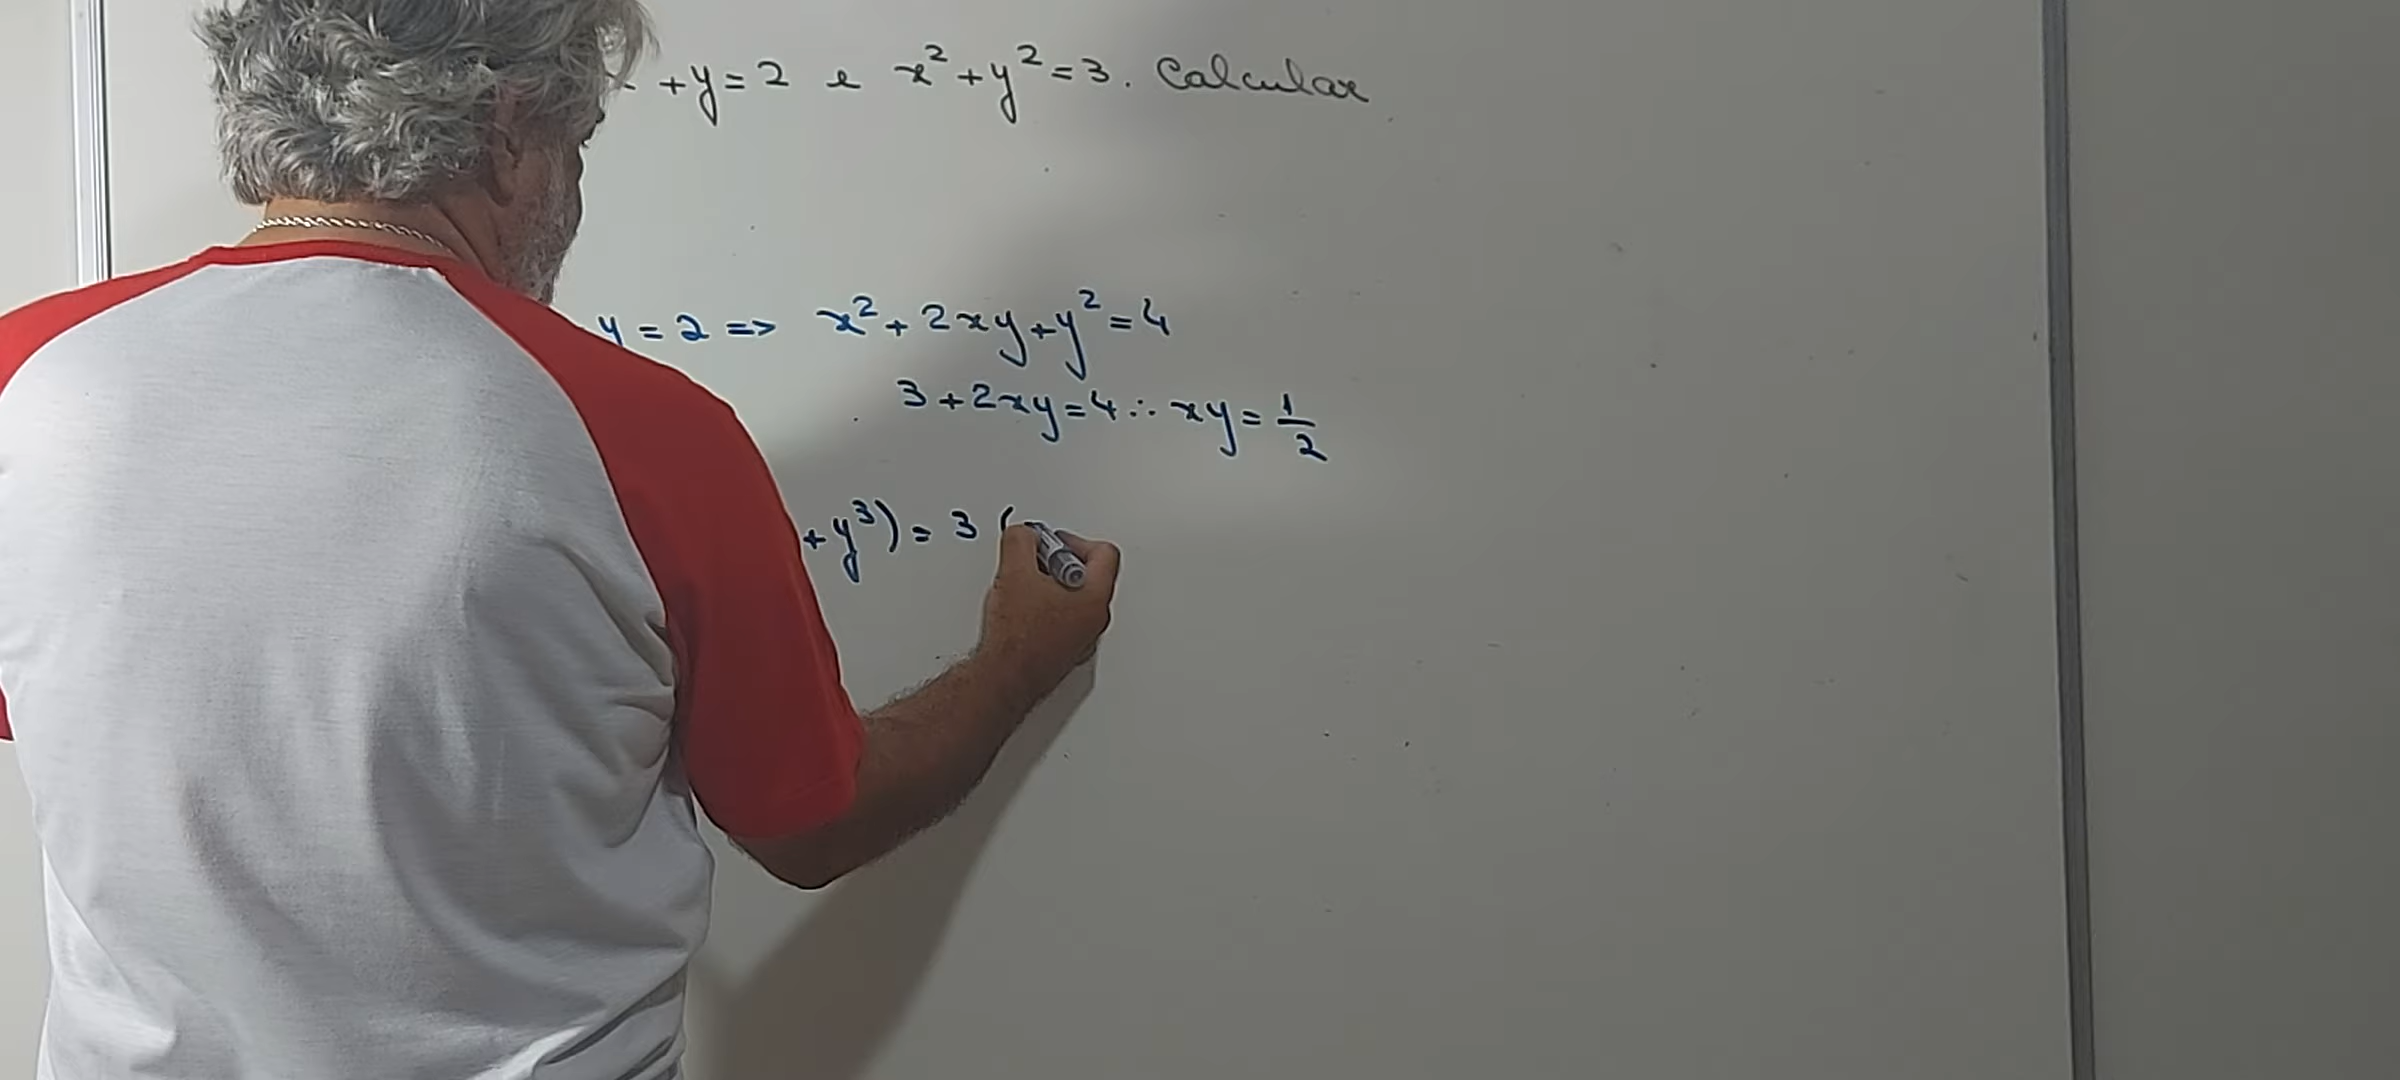 +y=2 e x²+y²=3. Calcular
y=2 => x²+2xy+y²=4
3+2xy=4 ∴ xy=1/2
+y³)=3(